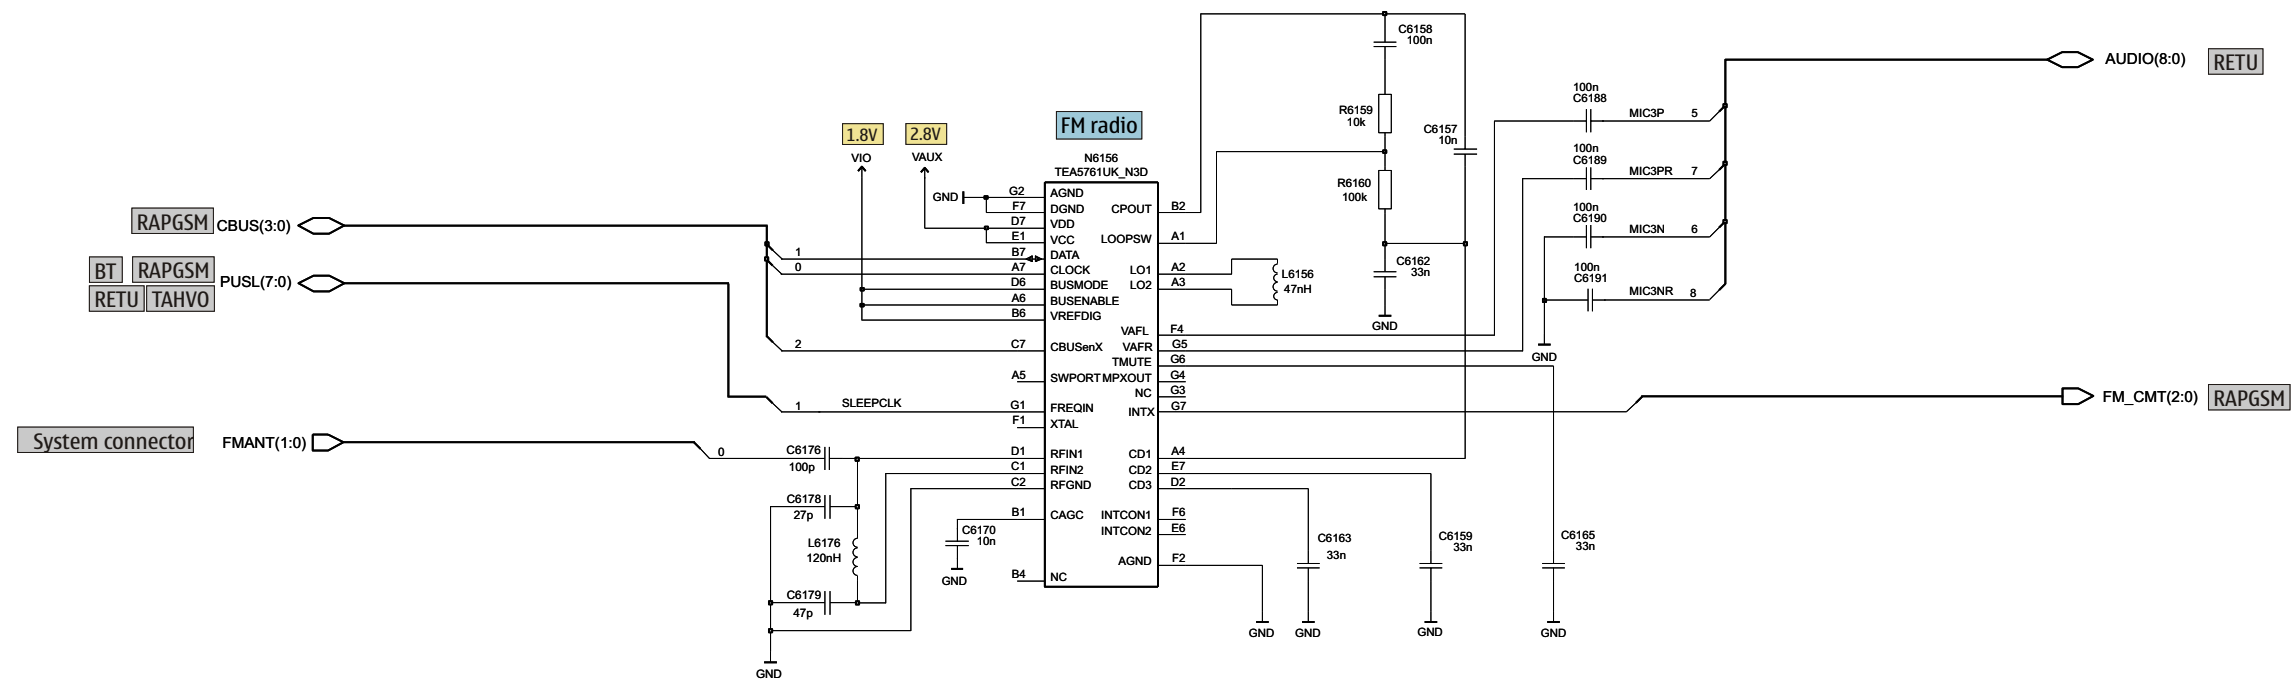 C6158
100n
AUDIO(8:0)
RETU
100n
C6188
MIC3P 5
R6159
10k
1.8V
2.8V
FM radio
C6157
10n
VIO
VAUX
N6156
TEA5761UK_N3D
100n
C6189
MIC3PR 7
R6160
100k
GND
G2 AGND
F7 DGND
CPOUT B2
D7 VDD
100n
C6190
MIC3N 6
RAPGSM
CBUS(3:0)
E1 VCC
LOOPSW A1
1
B7 DATA
0
A7 CLOCK
LO1 A2
L6156
47nH
C6162
33n
100n
C6191
BT
RAPGSM
PUSL(7:0)
D6 BUSMODE
LO2 A3
RETU
TAHVO
A6 BUSENABLE
MIC3NR 8
B6 VREFDIG
GND
VAFL F4
2
C7 CBUSenX
VAFR G5
GND
TMUTE G6
A5 SWPORT
MPXOUT G4
NC G3
FM_CMT(2:0)
RAPGSM
1
SLEEPCLK
G1 FREQIN
INTX G7
F1 XTAL
System connector
FMANT(1:0)
0
C6176
100p
D1 RFIN1
CD1 A4
C1 RFIN2
CD2 E7
C2 RFGND
CD3 D2
C6178
27p
B1 CAGC
INTCON1 F6
C6170
10n
INTCON2 E6
L6176
120nH
C6163
33n
C6159
33n
C6165
33n
AGND F2
GND
B4 NC
C6179
47p
GND
GND
GND
GND
GND